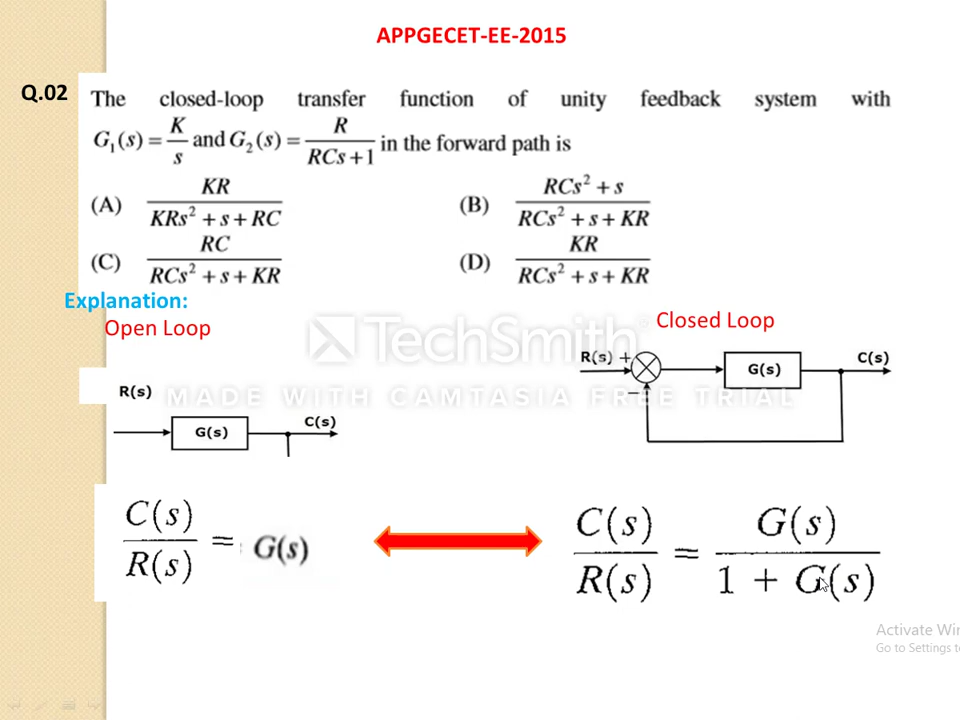 APPGECET-EE-2015
Q.02
The closed-loop transfer function of unity feedback system with
G₁(s) = K/s and G₂(s) = R/(RCs+1) in the forward path is
(A) KR/(KRs² + s + RC) (B) (RCs² + s)/(RCs² + s + KR)
(C) RC/(RCs² + s + KR) (D) KR/(RCs² + s + KR)
Explanation:
Open Loop
Closed Loop
TechSmith
MADE WITH CAMTASIA FREE TRIAL
R(s) + G(s) C(s)
−
R(s)
G(s) C(s)
C(s)/R(s) = G(s)
C(s)/R(s) = G(s)/(1 + G(s))
Activate Win
Go to Settings t